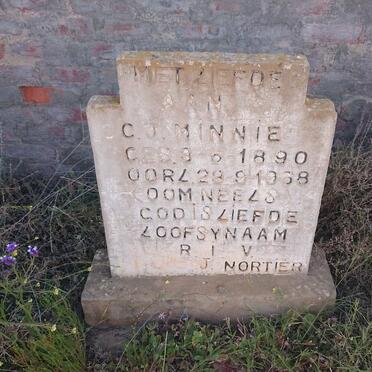 MET LIEFDE
AAN
C.J. MINNIE
GEB. 8-6-1890
OORL 28-9-1968
OOM NEELS
GOD IS LIEFDE
LOOF SY NAAM
R I V
J. NORTIER